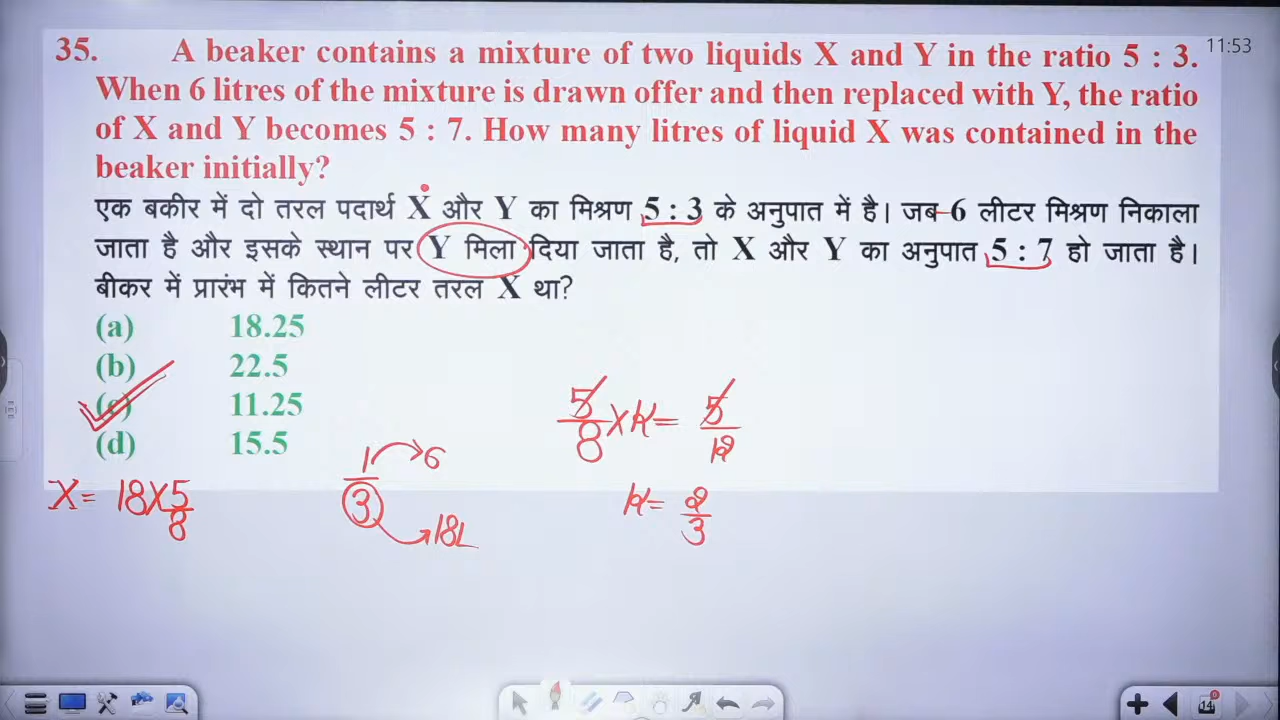 35. A beaker contains a mixture of two liquids X and Y in the ratio 5 : 3.
11:53
When 6 litres of the mixture is drawn offer and then replaced with Y, the ratio
of X and Y becomes 5 : 7. How many litres of liquid X was contained in the
beaker initially?
एक बकीर में दो तरल पदार्थ X और Y का मिश्रण 5 : 3 के अनुपात में है। जब 6 लीटर मिश्रण निकाला
जाता है और इसके स्थान पर Y मिला दिया जाता है, तो X और Y का अनुपात 5 : 7 हो जाता है।
बीकर में प्रारंभ में कितने लीटर तरल X था?
(a) 18.25
(b) 22.5
(c) 11.25
(d) 15.5
5/8 × k = 5/12
k = 2/3
1 6
3 18L
X = 18 × 5/8
14